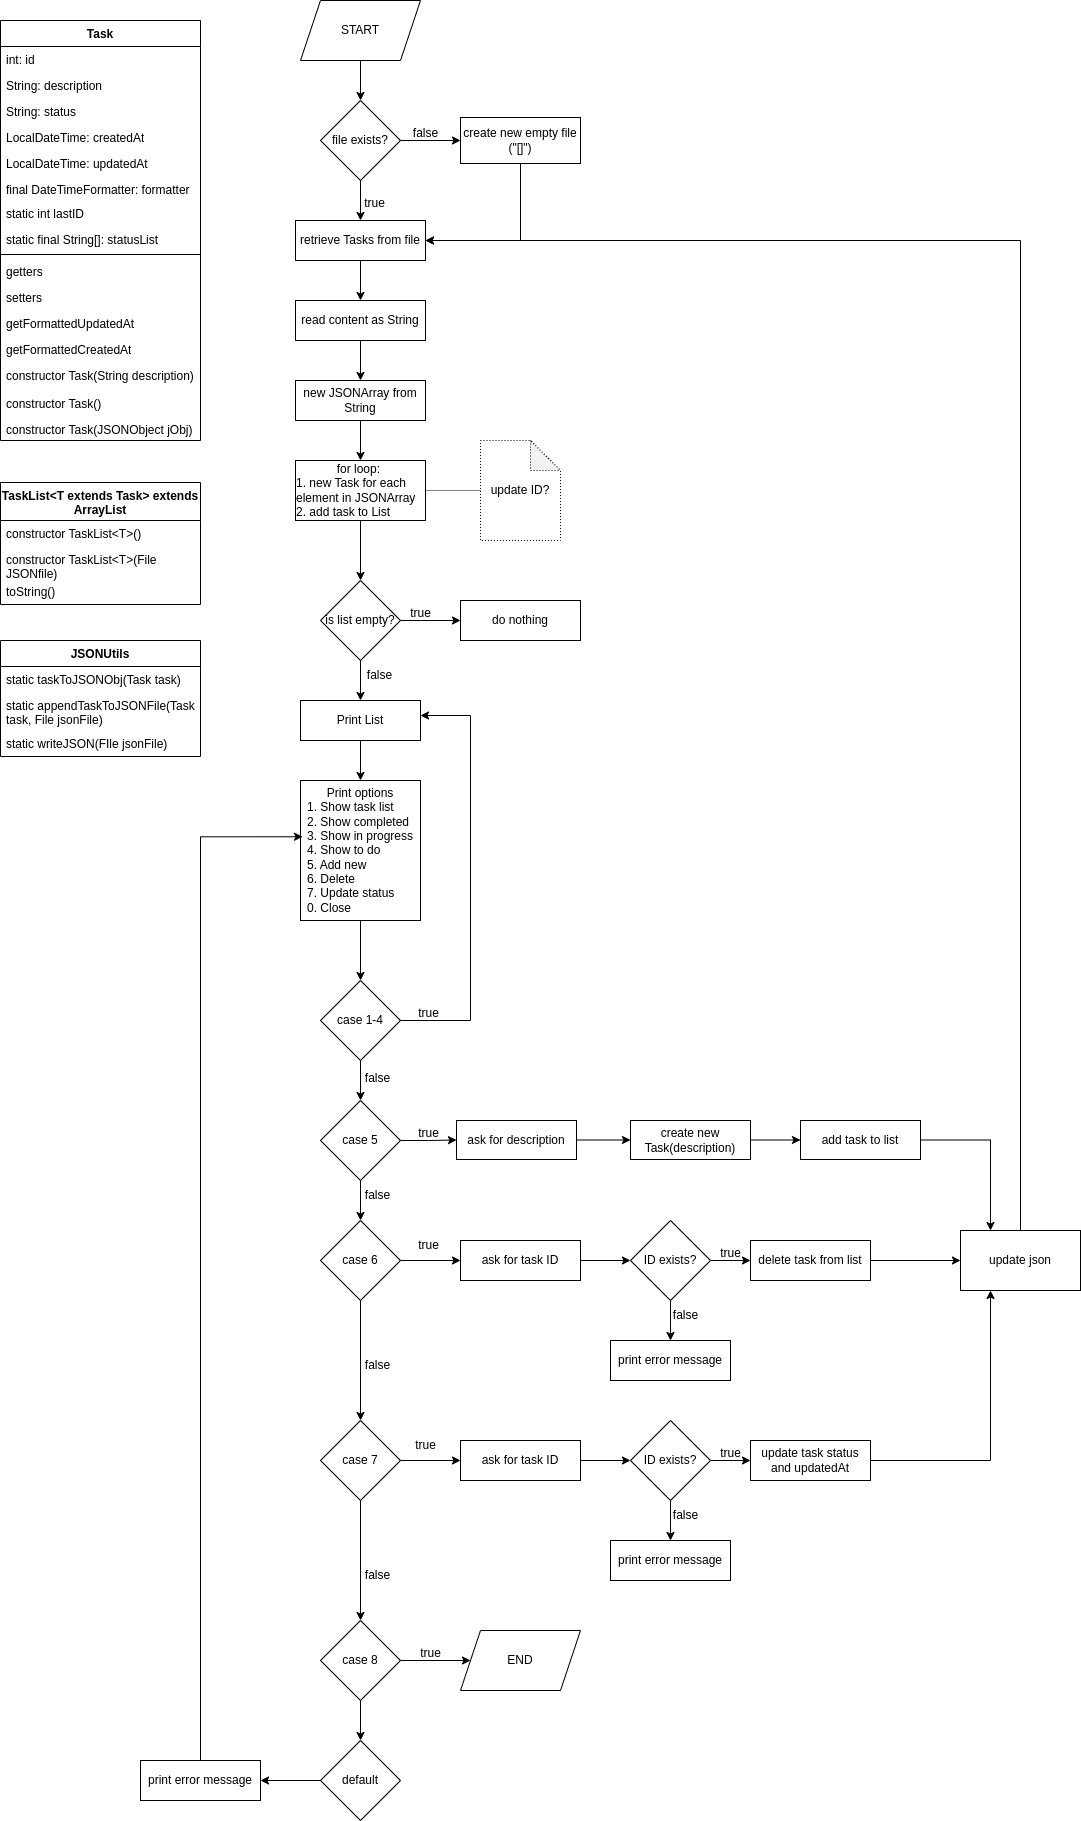 Task
int: id
String: description
String: status
LocalDateTime: createdAt
LocalDateTime: updatedAt
final DateTimeFormatter: formatter
static int lastID
static final String[]: statusList
getters
setters
getFormattedUpdatedAt
getFormattedCreatedAt
constructor Task(String description)
constructor Task()
constructor Task(JSONObject jObj)
TaskList<T extends Task> extends
ArrayList
constructor TaskList<T>()
constructor TaskList<T>(File
JSONfile)
toString()
JSONUtils
static taskToJSONObj(Task task)
static appendTaskToJSONFile(Task
task, File jsonFile)
static writeJSON(FIle jsonFile)
START
file exists?
false
create new empty file
("[]")
true
retrieve Tasks from file
read content as String
new JSONArray from
String
for loop:
1. new Task for each
element in JSONArray
2. add task to List
update ID?
is list empty?
true
do nothing
false
Print List
Print options
1. Show task list
2. Show completed
3. Show in progress
4. Show to do
5. Add new
6. Delete
7. Update status
0. Close
case 1-4
true
false
case 5
true
ask for description
create new
Task(description)
add task to list
false
case 6
true
ask for task ID
ID exists?
true
delete task from list
update json
false
print error message
false
case 7
true
ask for task ID
ID exists?
true
update task status
and updatedAt
false
print error message
false
case 8
true
END
default
print error message